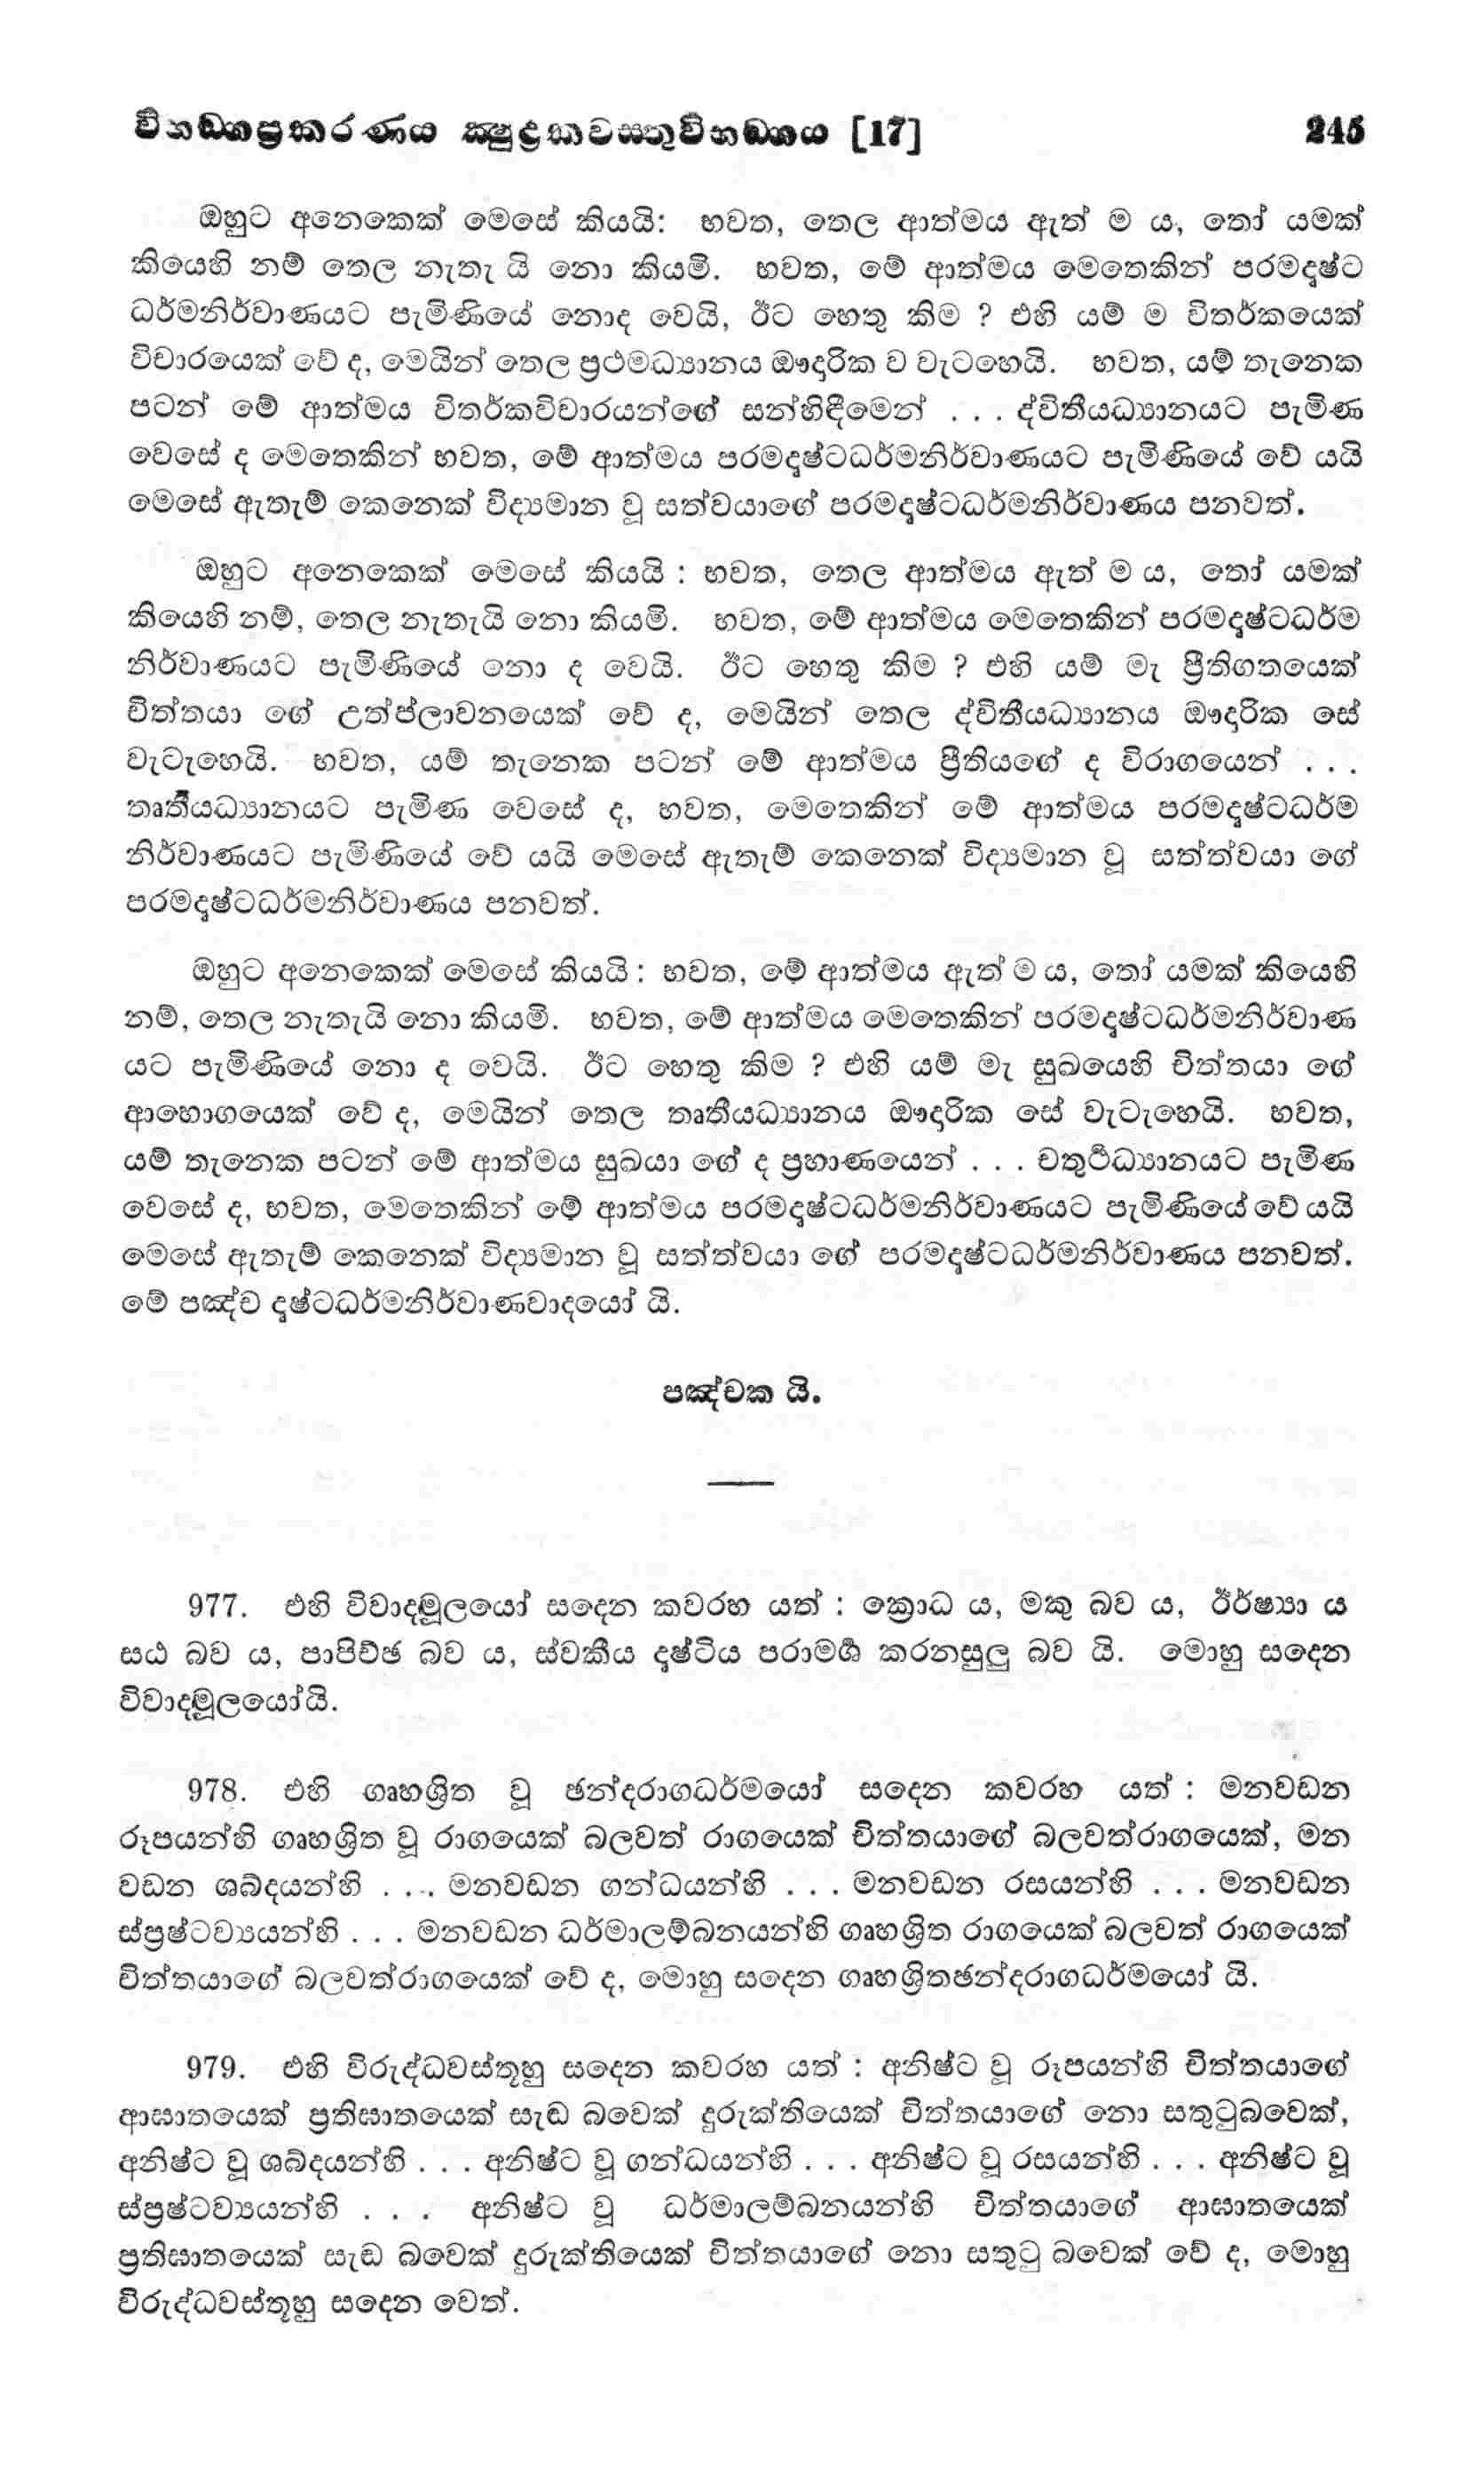 විභඞ්ගප්‍රකරණය ක්ෂුද්‍රකවස්තුවිභඞ්ගය [17] 245
ඔහුට අනෙකෙක් මෙසේ කියයි: භවත, තෙල ආත්මය ඇත් ම ය, තෝ යමක්
කියෙහි නම් තෙල නැතැ යි නො කියමි. භවත, මේ ආත්මය මෙතෙකින් පරමදෘෂ්ට
ධර්මනිර්වාණයට පැමිණියේ නොද වෙයි, ඊට හෙතු කිම ? එහි යම් ම විතර්කයෙක්
විචාරයෙක් වේ ද, මෙයින් තෙල ප්‍රථමධ්‍යානය ඖදාරික ව වැටහෙයි. භවත, යම් තැනෙක
පටන් මේ ආත්මය විතර්කවිචාරයන්ගේ සන්හිඳීමෙන් . . . ද්විතීයධ්‍යානයට පැමිණ
වෙසේ ද මෙතෙකින් භවත, මේ ආත්මය පරමදෘෂ්ටධර්මනිර්වාණයට පැමිණියේ වේ යයි
මෙසේ ඇතැම් කෙනෙක් විද්‍යමාන වූ සත්වයාගේ පරමදෘෂ්ටධර්මනිර්වාණය පනවත්.
ඔහුට අනෙකෙක් මෙසේ කියයි : භවත, තෙල ආත්මය ඇත් ම ය, තෝ යමක්
කියෙහි නම්, තෙල නැතැයි නො කියමි. භවත, මේ ආත්මය මෙතෙකින් පරමදෘෂ්ටධර්ම
නිර්වාණයට පැමිණියේ නො ද වෙයි. ඊට හෙතු කිම ? එහි යම් මැ ප්‍රීතිගතයෙක්
චිත්තයා ගේ උත්ප්ලාවනයෙක් වේ ද, මෙයින් තෙල ද්විතීයධ්‍යානය ඖදාරික සේ
වැටැහෙයි. භවත, යම් තැනෙක පටන් මේ ආත්මය ප්‍රීතියගේ ද විරාගයෙන් . . .
තෘතීයධ්‍යානයට පැමිණ වෙසේ ද, භවත, මෙතෙකින් මේ ආත්මය පරමදෘෂ්ටධර්ම
නිර්වාණයට පැමිණියේ වේ යයි මෙසේ ඇතැම් කෙනෙක් විද්‍යමාන වූ සත්ත්වයා ගේ
පරමදෘෂ්ටධර්මනිර්වාණය පනවත්.
ඔහුට අනෙකෙක් මෙසේ කියයි : භවත, මේ ආත්මය ඇත් ම ය, තෝ යමක් කියෙහි
නම්, තෙල නැතැයි නො කියමි. භවත, මේ ආත්මය මෙතෙකින් පරමදෘෂ්ටධර්මනිර්වාණ
යට පැමිණියේ නො ද වෙයි. ඊට හෙතු කිම ? එහි යම් මැ සුඛයෙහි චිත්තයා ගේ
ආහොගයෙක් වේ ද, මෙයින් තෙල තෘතීයධ්‍යානය ඖදාරික සේ වැටැහෙයි. භවත,
යම් තැනෙක පටන් මේ ආත්මය සුඛයා ගේ ද ප්‍රහාණයෙන් . . . චතුර්‍ථධ්‍යානයට පැමිණ
වෙසේ ද, භවත, මෙතෙකින් මේ ආත්මය පරමදෘෂ්ටධර්මනිර්වාණයට පැමිණියේ වේ යයි
මෙසේ ඇතැම් කෙනෙක් විද්‍යමාන වූ සත්ත්වයා ගේ පරමදෘෂ්ටධර්මනිර්වාණය පනවත්.
මේ පඤ්ච දෘෂ්ටධර්මනිර්වාණවාදයෝ යි.
පඤ්චක යි.
977. එහි විවාදමූලයෝ සදෙන කවරහ යත් : ක්‍රොධ ය, මකු බව ය, ඊර්ෂ්‍යා ය
සඨ බව ය, පාපිච්ඡ බව ය, ස්වකීය දෘෂ්ටිය පරාමර්‍ශ කරනසුලු බව යි. මොහු සදෙන
විවාදමූලයෝයි.
978. එහි ගෘහශ්‍රිත වූ ඡන්දරාගධර්මයෝ සදෙන කවරහ යත් : මනවඩන
රූපයන්හි ගෘහශ්‍රිත වූ රාගයෙක් බලවත් රාගයෙක් චිත්තයාගේ බලවත්රාගයෙක්, මන
වඩන ශබ්දයන්හි . . . මනවඩන ගන්ධයන්හි . . . මනවඩන රසයන්හි . . . මනවඩන
ස්ප්‍රෂ්ටව්‍යයන්හි . . . මනවඩන ධර්මාලම්බනයන්හි ගෘහශ්‍රිත රාගයෙක් බලවත් රාගයෙක්
චිත්තයාගේ බලවත්රාගයෙක් වේ ද, මොහු සදෙන ගෘහශ්‍රිතඡන්දරාගධර්මයෝ යි.
979. එහි විරුද්ධවස්තූහු සදෙන කවරහ යත් : අනිෂ්ට වූ රූපයන්හි චිත්තයාගේ
ආඝාතයෙක් ප්‍රතිඝාතයෙක් සැඬ බවෙක් දුරුක්තියෙක් චිත්තයාගේ නො සතුටුබවෙක්,
අනිෂ්ට වූ ශබ්දයන්හි . . . අනිෂ්ට වූ ගන්ධයන්හි . . . අනිෂ්ට වූ රසයන්හි . . . අනිෂ්ට වූ
ස්ප්‍රෂ්ටව්‍යයන්හි . . . අනිෂ්ට වූ ධර්මාලම්බනයන්හි චිත්තයාගේ ආඝාතයෙක්
ප්‍රතිඝාතයෙක් සැඬ බවෙක් දුරුක්තියෙක් චිත්තයාගේ නො සතුටු බවෙක් වේ ද, මොහු
විරුද්ධවස්තූහු සදෙන වෙත්.